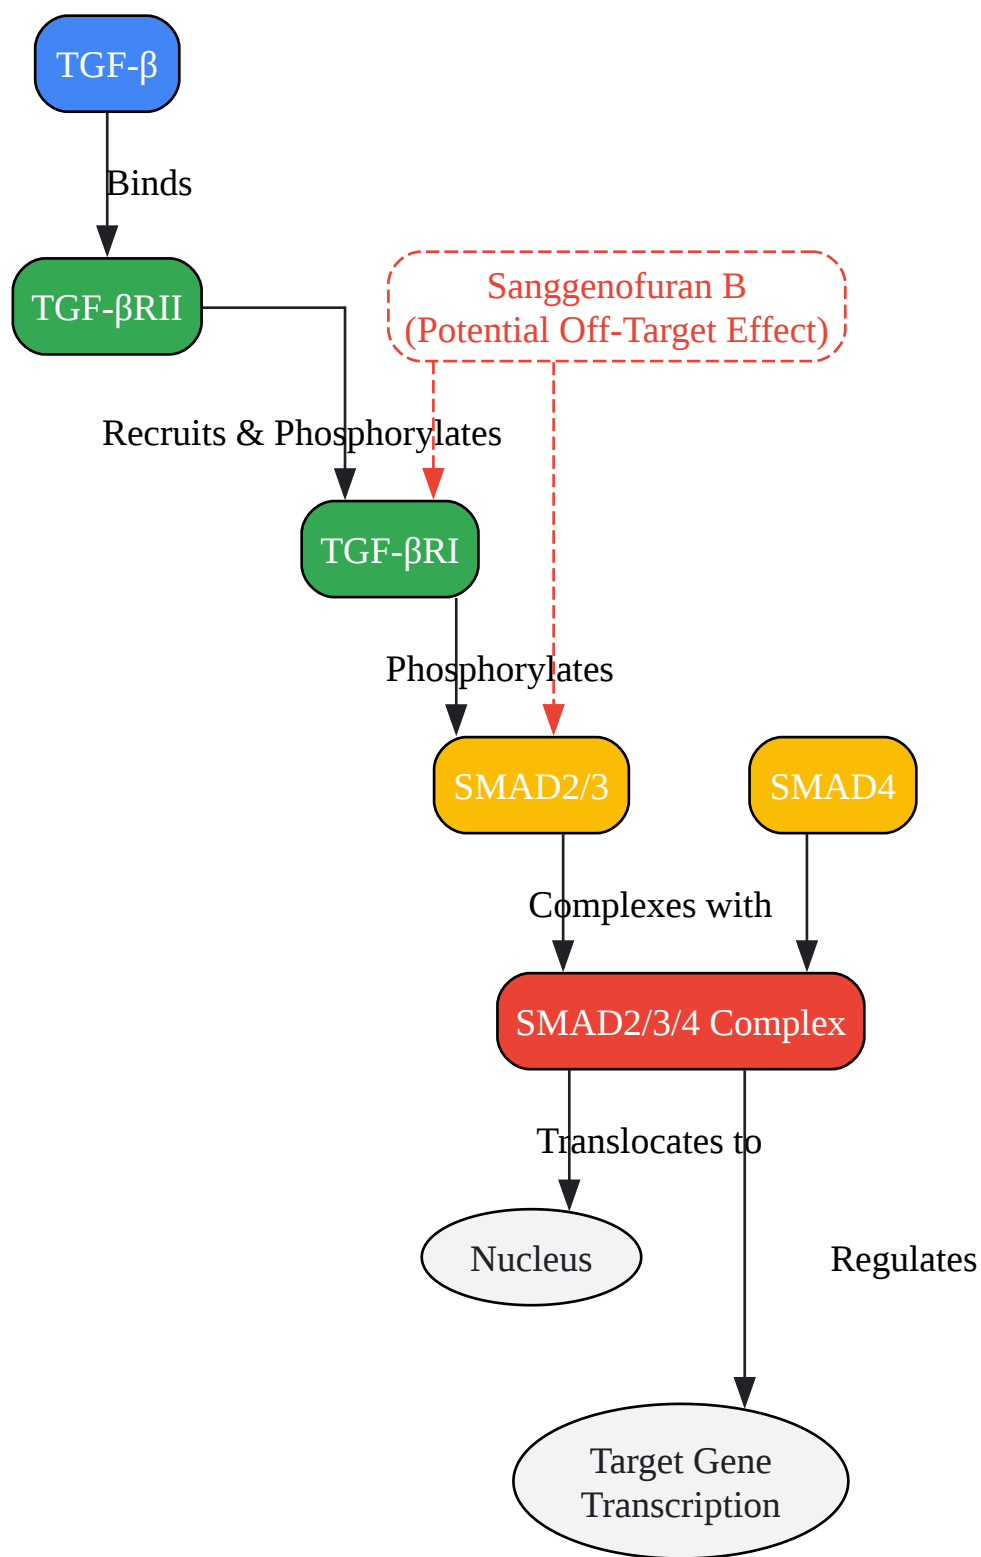 TGF-β
Binds
TGF-βRII
Sanggenofuran B
(Potential Off-Target Effect)
Recruits & Phosphorylates
TGF-βRI
Phosphorylates
SMAD2/3
SMAD4
Complexes with
SMAD2/3/4 Complex
Translocates to
Nucleus
Regulates
Target Gene
Transcription